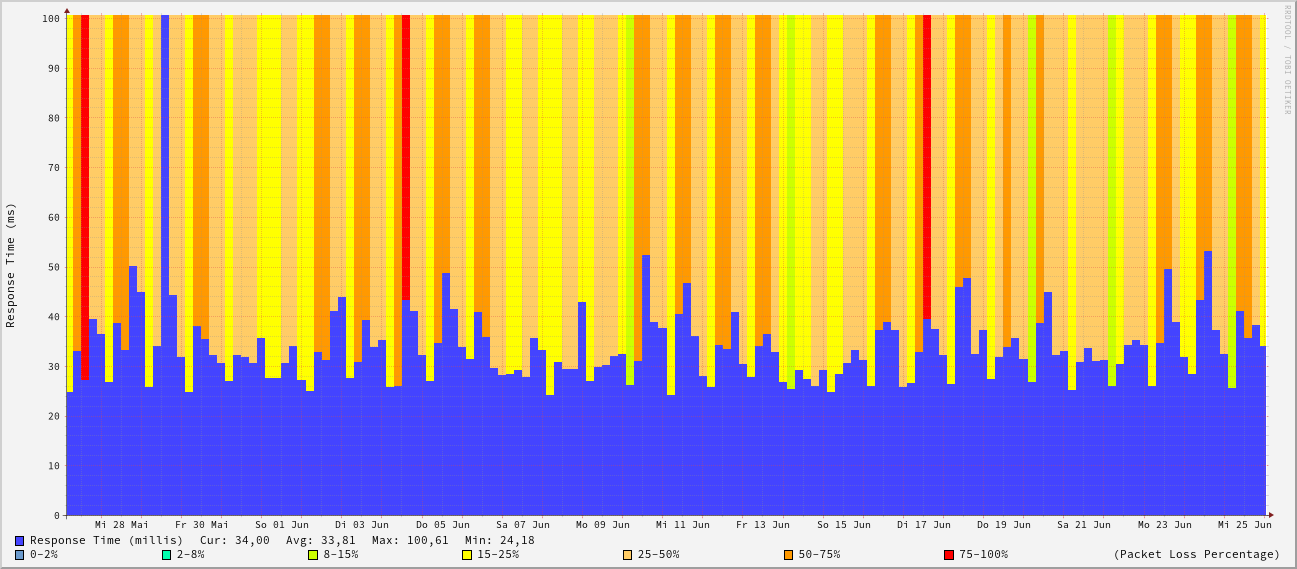 RRDTOOL / TOBI OETIKER
100
90
80
70
60
50
40
30
20
10
0
Response Time (ms)
Mi 28 Mai Fr 30 Mai So 01 Jun Di 03 Jun Do 05 Jun Sa 07 Jun Mo 09 Jun Mi 11 Jun Fr 13 Jun So 15 Jun Di 17 Jun Do 19 Jun Sa 21 Jun Mo 23 Jun Mi 25 Jun
Response Time (millis) Cur: 34,00 Avg: 33,81 Max: 100,61 Min: 24,18
0-2% 2-8% 8-15% 15-25% 25-50% 50-75% 75-100% (Packet Loss Percentage)